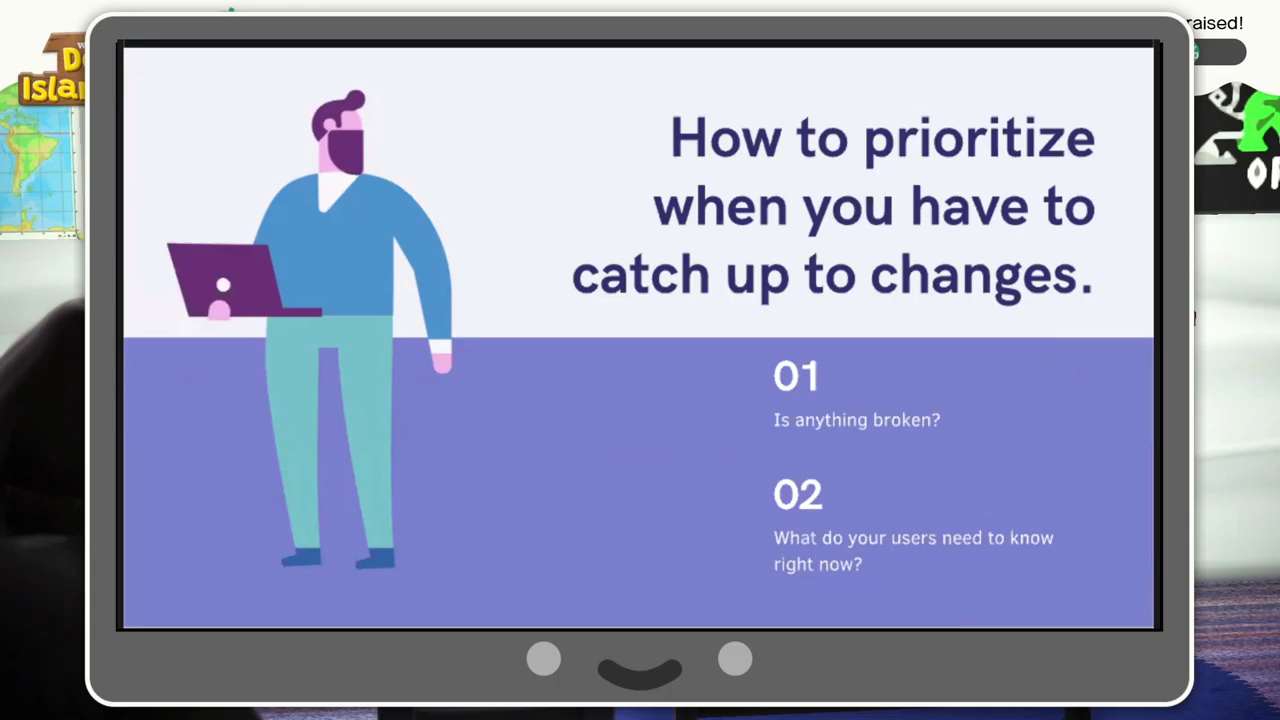 raised!
How to prioritize
when you have to
catch up to changes.
01
Is anything broken?
02
What do your users need to know
right now?